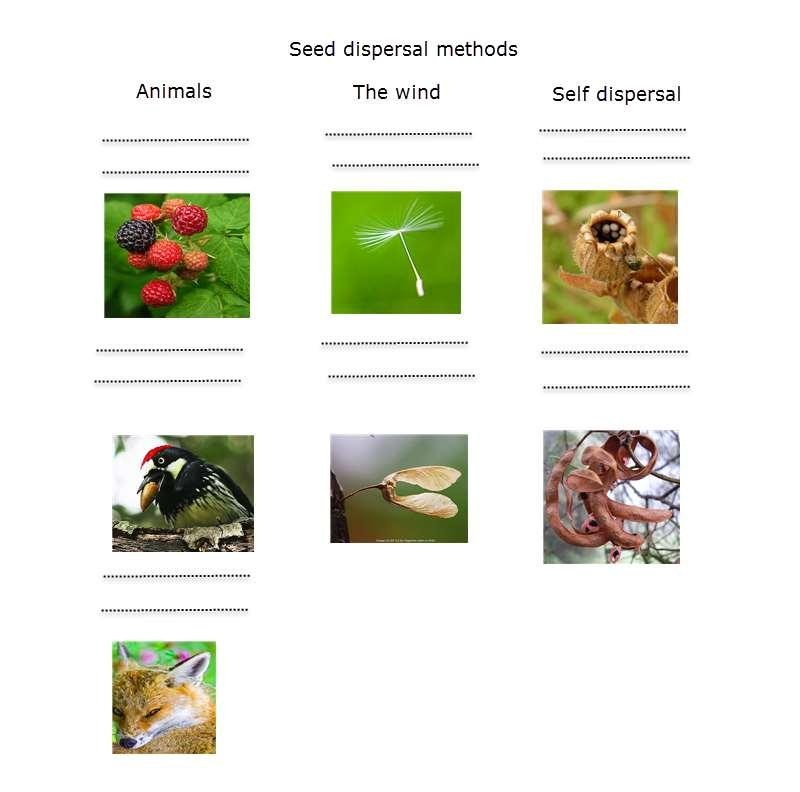 Seed dispersal methods
Animals
The wind
Self dispersal